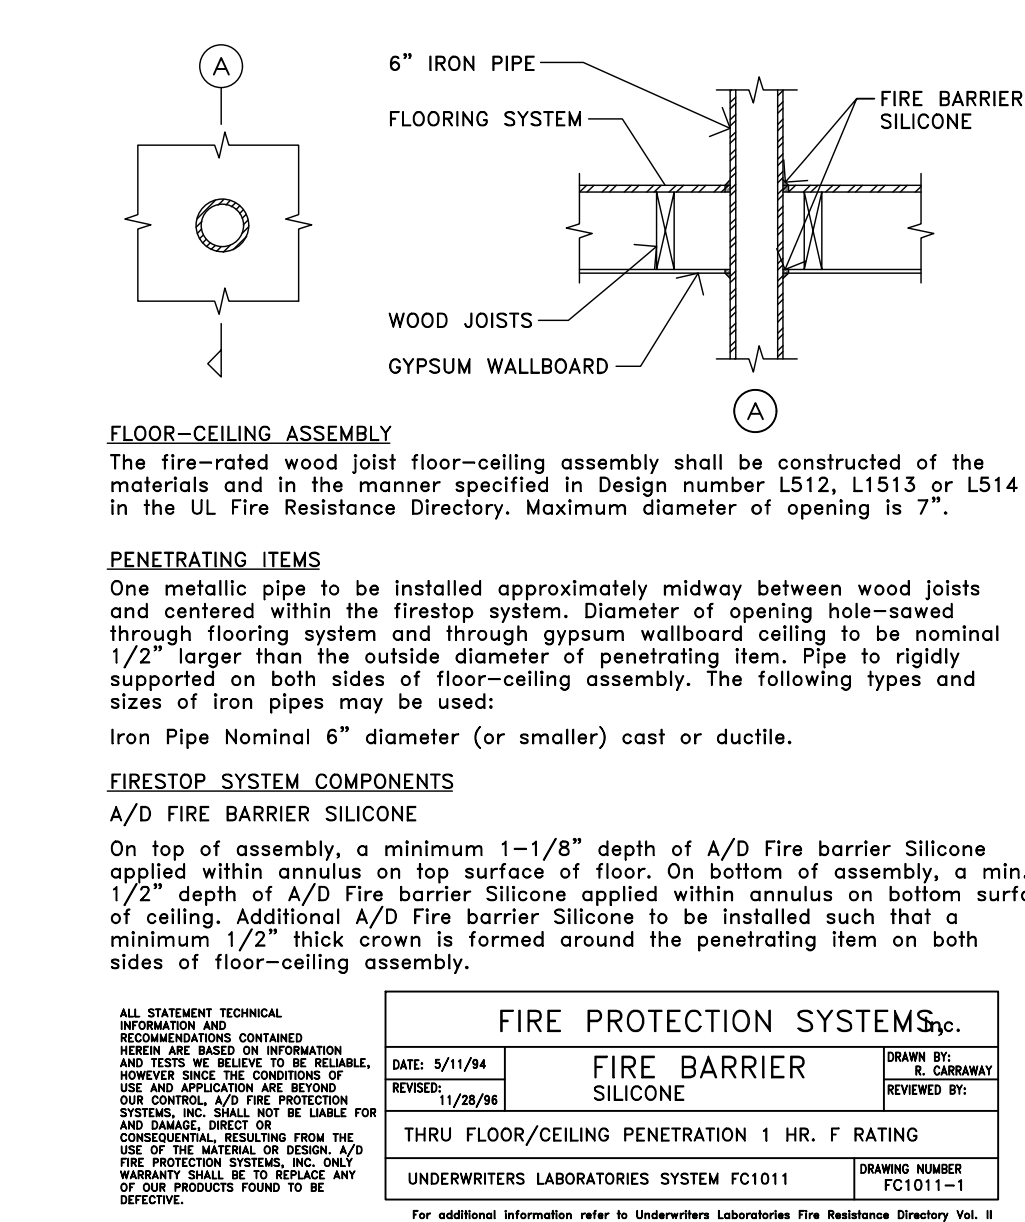 A
6” IRON PIPE
FLOORING SYSTEM
FIRE BARRIER
SILICONE
WOOD JOISTS
GYPSUM WALLBOARD
A
FLOOR–CEILING ASSEMBLY
The fire–rated wood joist floor–ceiling assembly shall be constructed of the
materials and in the manner specified in Design number L512, L1513 or L514
in the UL Fire Resistance Directory. Maximum diameter of opening is 7”.
PENETRATING ITEMS
One metallic pipe to be installed approximately midway between wood joists
and centered within the firestop system. Diameter of opening hole–sawed
through flooring system and through gypsum wallboard ceiling to be nominal
1/2” larger than the outside diameter of penetrating item. Pipe to rigidly
supported on both sides of floor–ceiling assembly. The following types and
sizes of iron pipes may be used:
Iron Pipe Nominal 6” diameter (or smaller) cast or ductile.
FIRESTOP SYSTEM COMPONENTS
A/D FIRE BARRIER SILICONE
On top of assembly, a minimum 1–1/8” depth of A/D Fire barrier Silicone
applied within annulus on top surface of floor. On bottom of assembly, a min.
1/2” depth of A/D Fire barrier Silicone applied within annulus on bottom
of ceiling. Additional A/D Fire barrier Silicone to be installed such that a
minimum 1/2” thick crown is formed around the penetrating item on both
sides of floor–ceiling assembly.
ALL STATEMENT TECHNICAL
INFORMATION AND
RECOMMENDATIONS CONTAINED
HEREIN ARE BASED ON INFORMATION
AND TESTS WE BELIEVE TO BE RELIABLE,
HOWEVER SINCE THE CONDITIONS OF
USE AND APPLICATION ARE BEYOND
OUR CONTROL, A/D FIRE PROTECTION
SYSTEMS, INC. SHALL NOT BE LIABLE FOR
AND DAMAGE, DIRECT OR
CONSEQUENTIAL, RESULTING FROM THE
USE OF THE MATERIAL OR DESIGN. A/D
FIRE PROTECTION SYSTEMS, INC. ONLY
WARRANTY SHALL BE TO REPLACE ANY
OF OUR PRODUCTS FOUND TO BE
DEFECTIVE.
FIRE PROTECTION SYSTEMS, Inc.
DATE: 5/11/94
REVISED:
11/28/96
FIRE BARRIER
SILICONE
DRAWN BY:
R. CARRAWAY
REVIEWED BY:
THRU FLOOR/CEILING PENETRATION 1 HR. F RATING
UNDERWRITERS LABORATORIES SYSTEM FC1011
DRAWING NUMBER
FC1011–1
For additional information refer to Underwriters Laboratories Fire Resistance Directory Vol. II